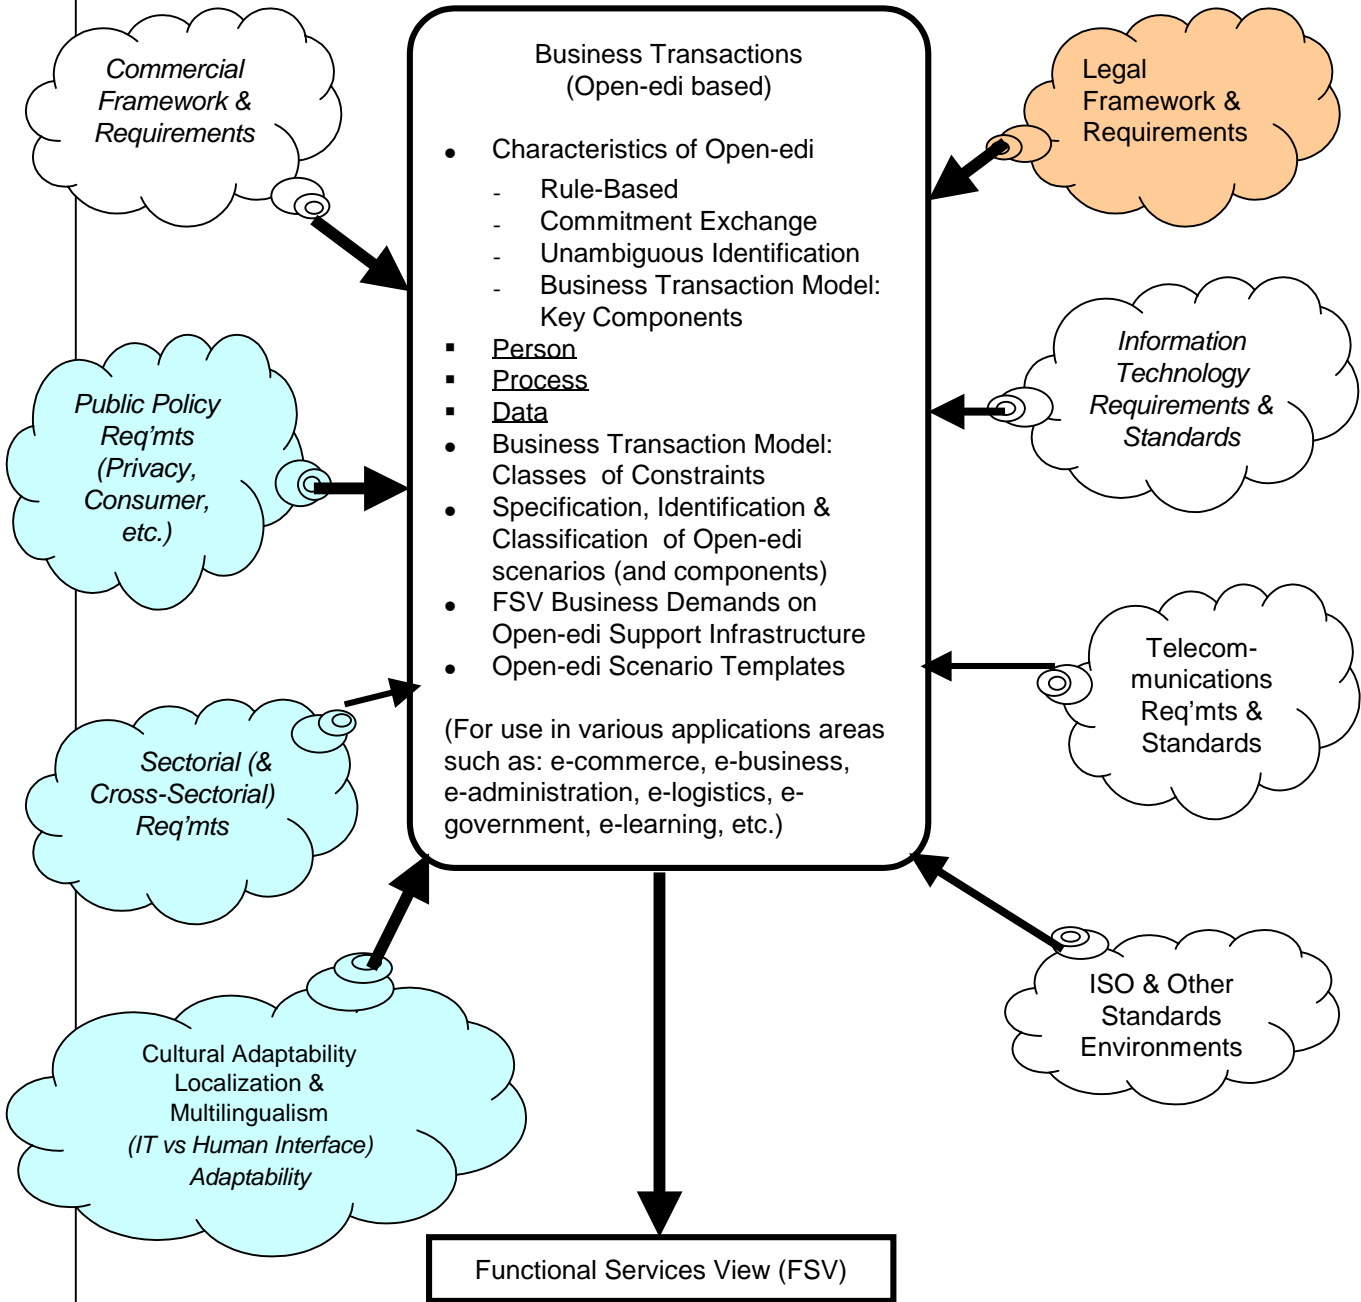 Commercial
Framework &
Requirements
Public Policy
Req'mts
(Privacy,
Consumer,
etc.)
Sectorial (&
Cross-Sectorial)
Req'mts
Cultural Adaptability
Localization &
Multilingualism
(IT vs Human Interface)
Adaptability
Business Transactions
(Open-edi based)
• Characteristics of Open-edi
- Rule-Based
- Commitment Exchange
- Unambiguous Identification
- Business Transaction Model:
Key Components
▪ Person
▪ Process
▪ Data
• Business Transaction Model:
Classes of Constraints
• Specification, Identification &
Classification of Open-edi
scenarios (and components)
• FSV Business Demands on
Open-edi Support Infrastructure
• Open-edi Scenario Templates
(For use in various applications areas
such as: e-commerce, e-business,
e-administration, e-logistics, e-
government, e-learning, etc.)
Legal
Framework &
Requirements
Information
Technology
Requirements &
Standards
Telecom-
munications
Req'mts &
Standards
ISO & Other
Standards
Environments
Functional Services View (FSV)